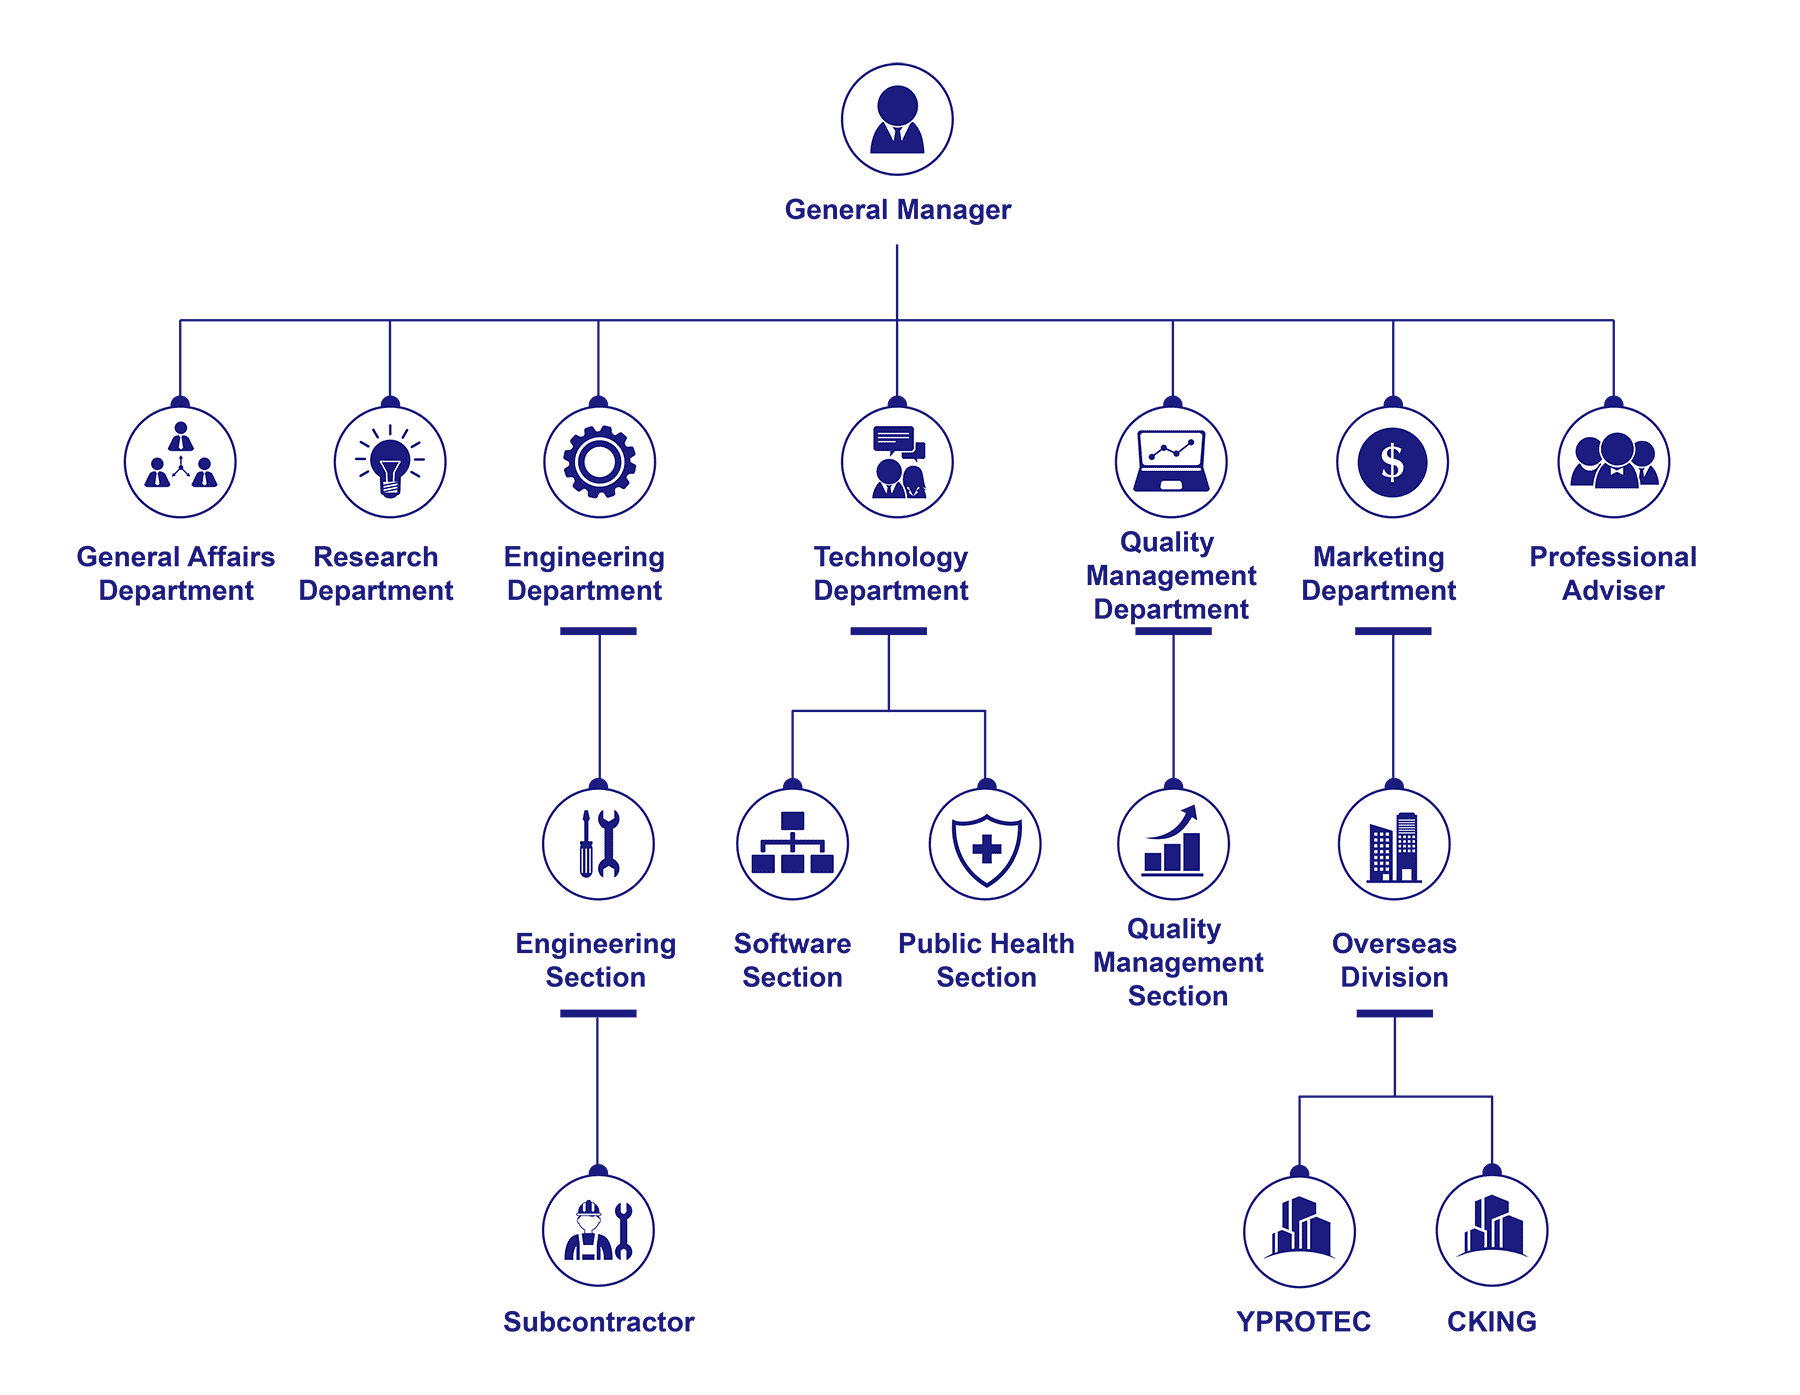 General Manager
General Affairs
Department
Research
Department
Engineering
Department
Technology
Department
Quality
Management
Department
Marketing
Department
$
Professional
Adviser
Engineering
Section
Software
Section
Public Health
Section
Quality
Management
Section
Overseas
Division
Subcontractor
YPROTEC
CKING